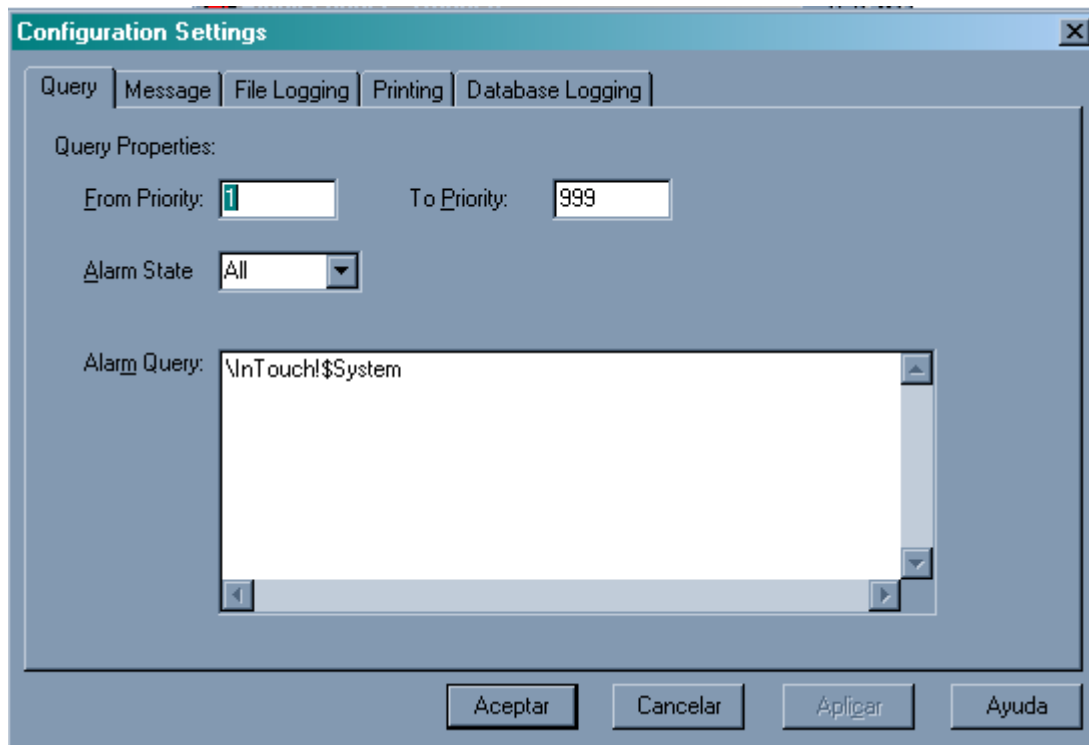 Configuration Settings
Query Message File Logging Printing Database Logging
Query Properties:
From Priority: 1 To Priority: 999
Alarm State All
Alarm Query: \InTouch!$System
Aceptar Cancelar Aplicar Ayuda